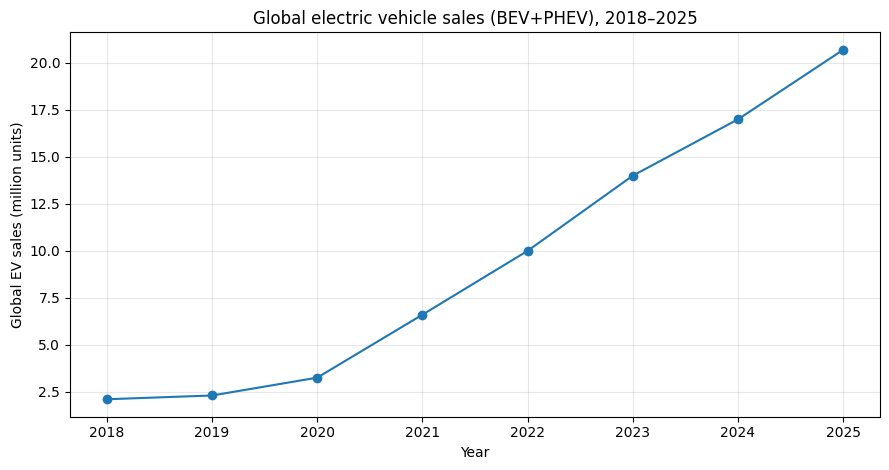 Global electric vehicle sales (BEV+PHEV), 2018–2025
Global EV sales (million units)
20.0
17.5
15.0
12.5
10.0
7.5
5.0
2.5
2018 2019 2020 2021 2022 2023 2024 2025
Year